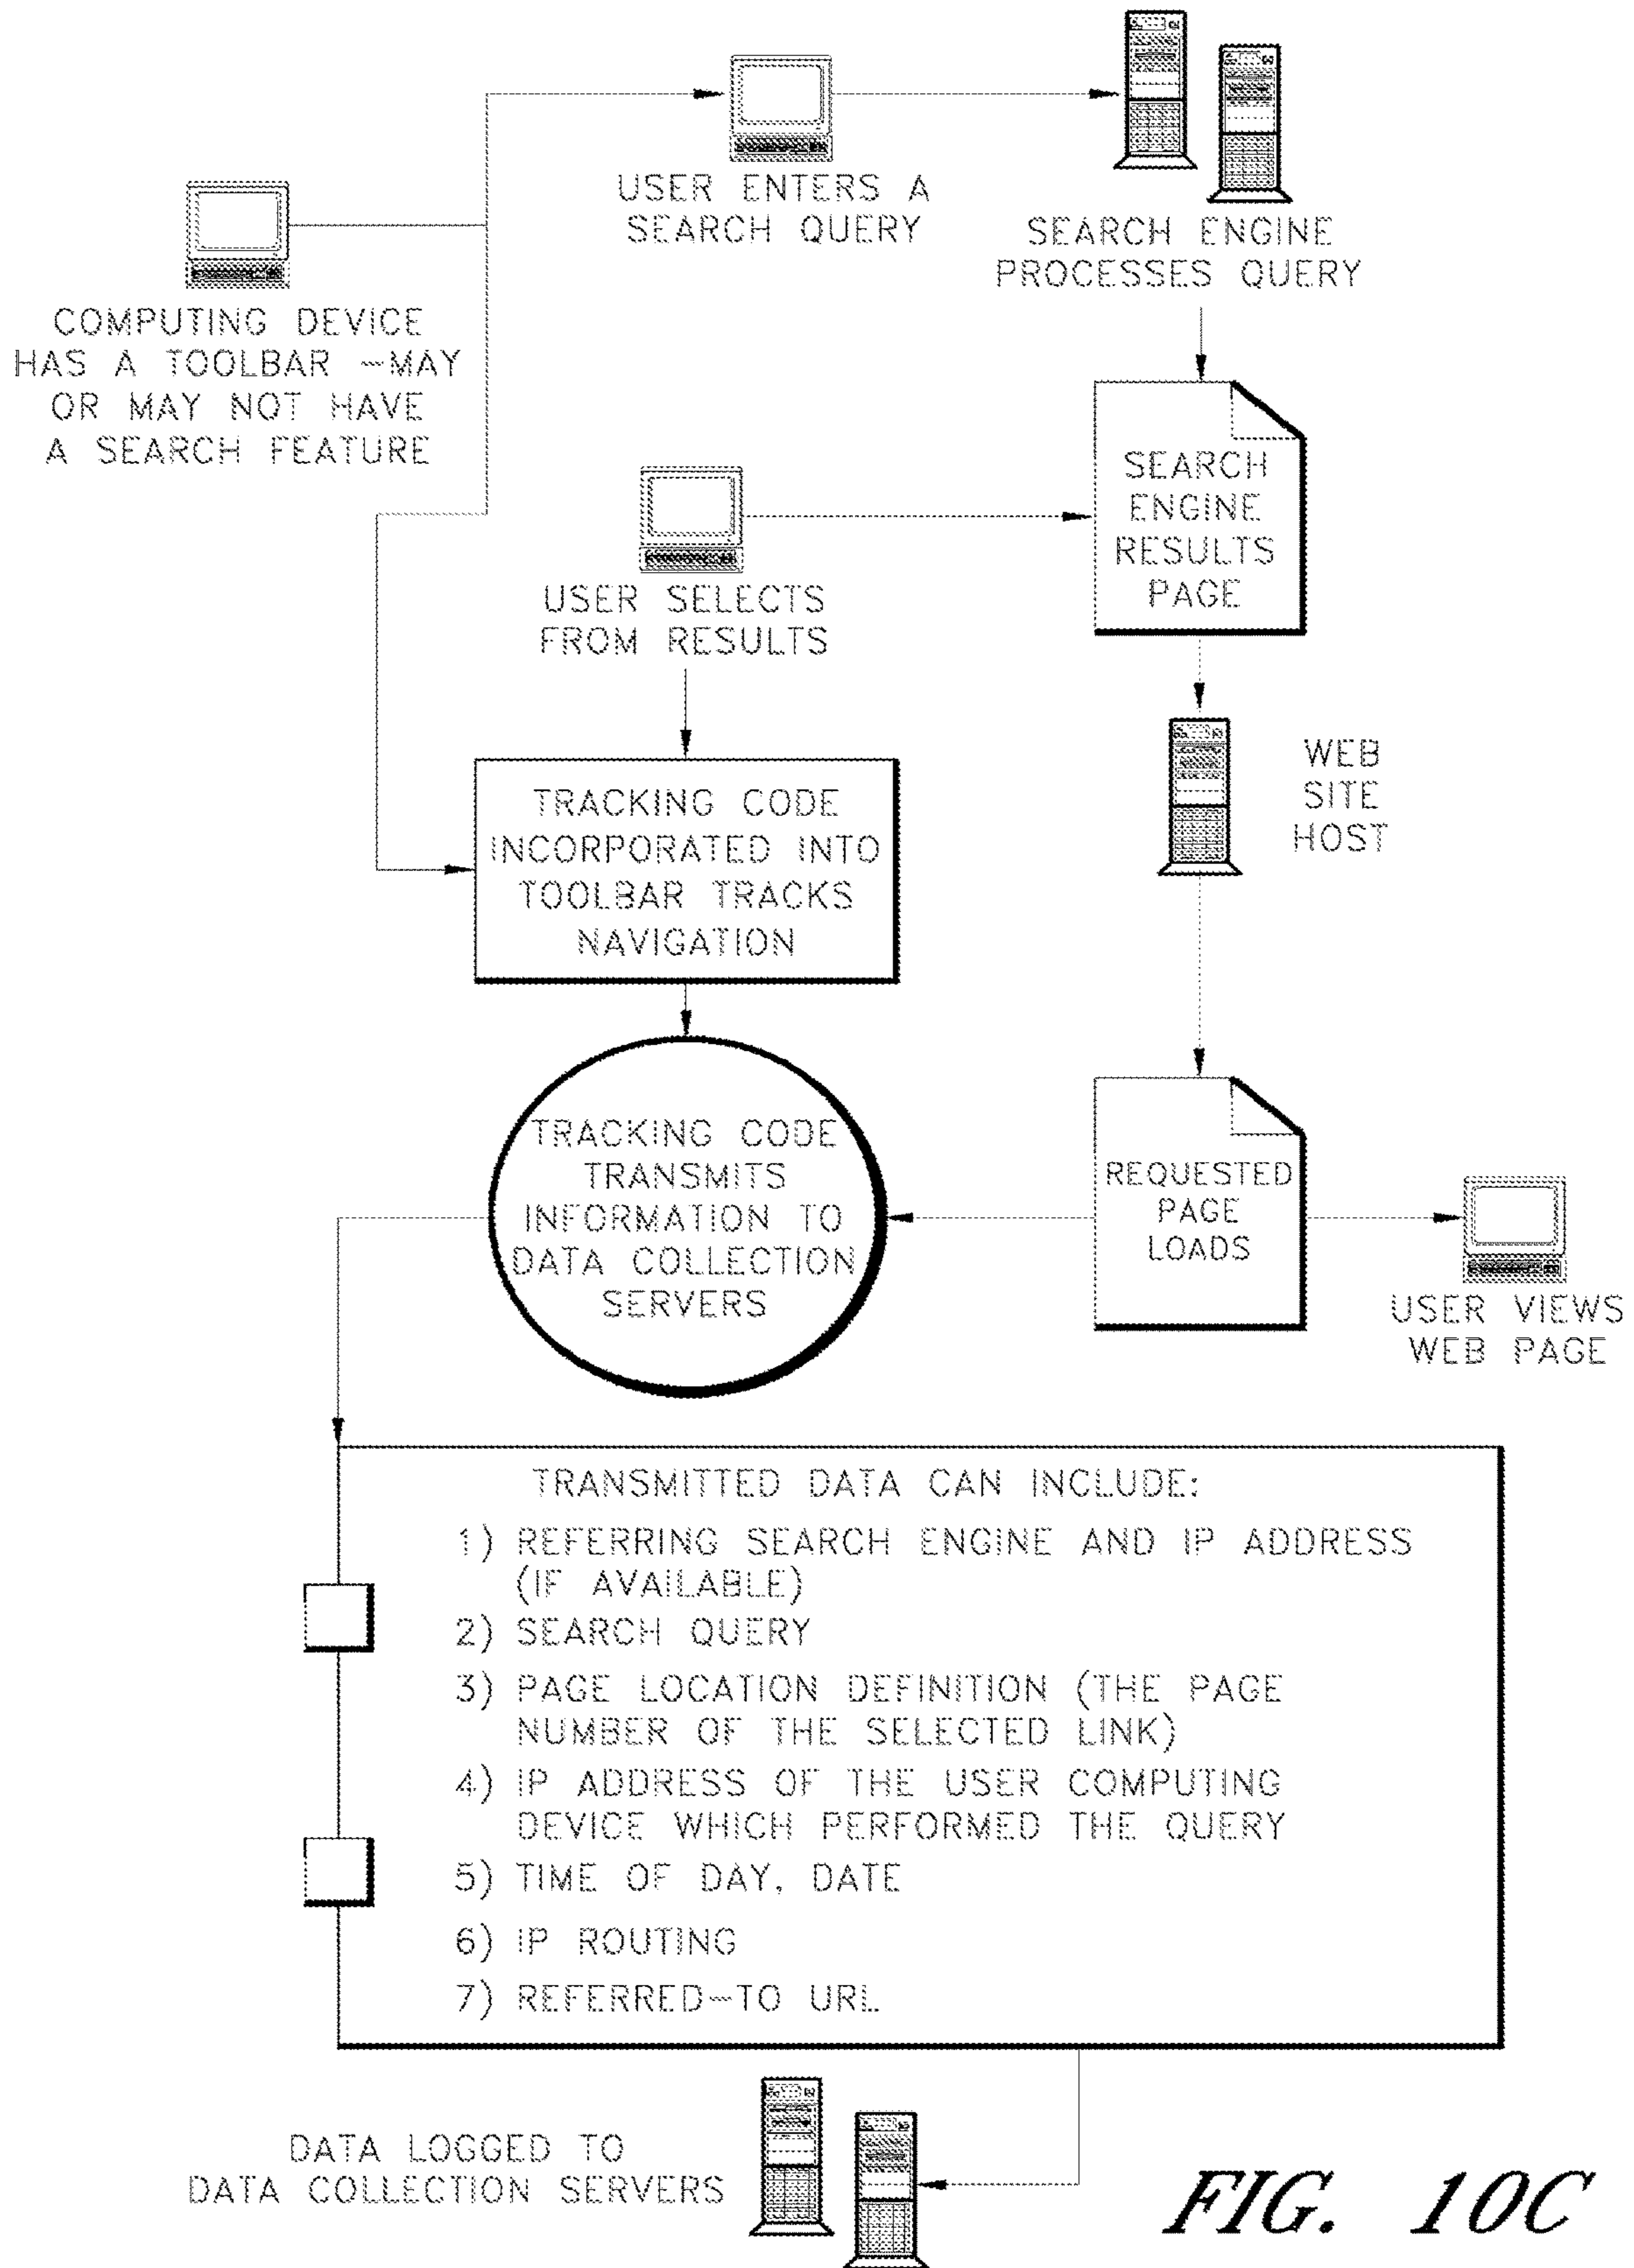 USER ENTERS A
SEARCH QUERY
SEARCH ENGINE
PROCESSES QUERY
COMPUTING DEVICE
HAS A TOOLBAR -MAY
OR MAY NOT HAVE
A SEARCH FEATURE
SEARCH
ENGINE
RESULTS
PAGE
USER SELECTS
FROM RESULTS
WEB
SITE
HOST
TRACKING CODE
INCORPORATED INTO
TOOLBAR TRACKS
NAVIGATION
TRACKING CODE
TRANSMITS
INFORMATION TO
DATA COLLECTION
SERVERS
REQUESTED
PAGE
LOADS
USER VIEWS
WEB PAGE
TRANSMITTED DATA CAN INCLUDE:
1) REFERRING SEARCH ENGINE AND IP ADDRESS
(IF AVAILABLE)
2) SEARCH QUERY
3) PAGE LOCATION DEFINITION (THE PAGE
NUMBER OF THE SELECTED LINK)
4) IP ADDRESS OF THE USER COMPUTING
DEVICE WHICH PERFORMED THE QUERY
5) TIME OF DAY, DATE
6) IP ROUTING
7) REFERRED-TO URL
DATA LOGGED TO
DATA COLLECTION SERVERS
FIG. 10C